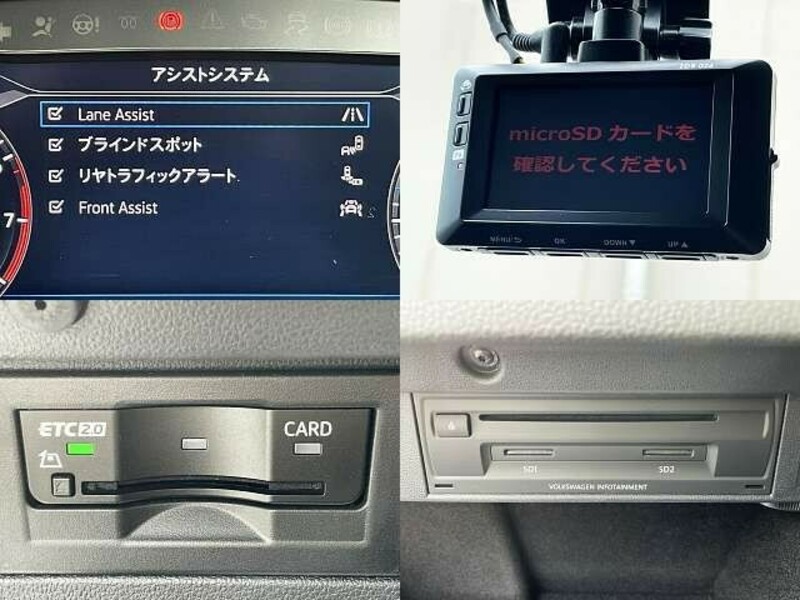 アシストシステム
Lane Assist
ブラインドスポット
リヤトラフィックアラート
Front Assist
7
microSD カードを
確認してください
MENU
OK
DOWN ▼
UP ▲
ETC2.0
CARD
SD1
SD2
VOLKSWAGEN INFOTAINMENT